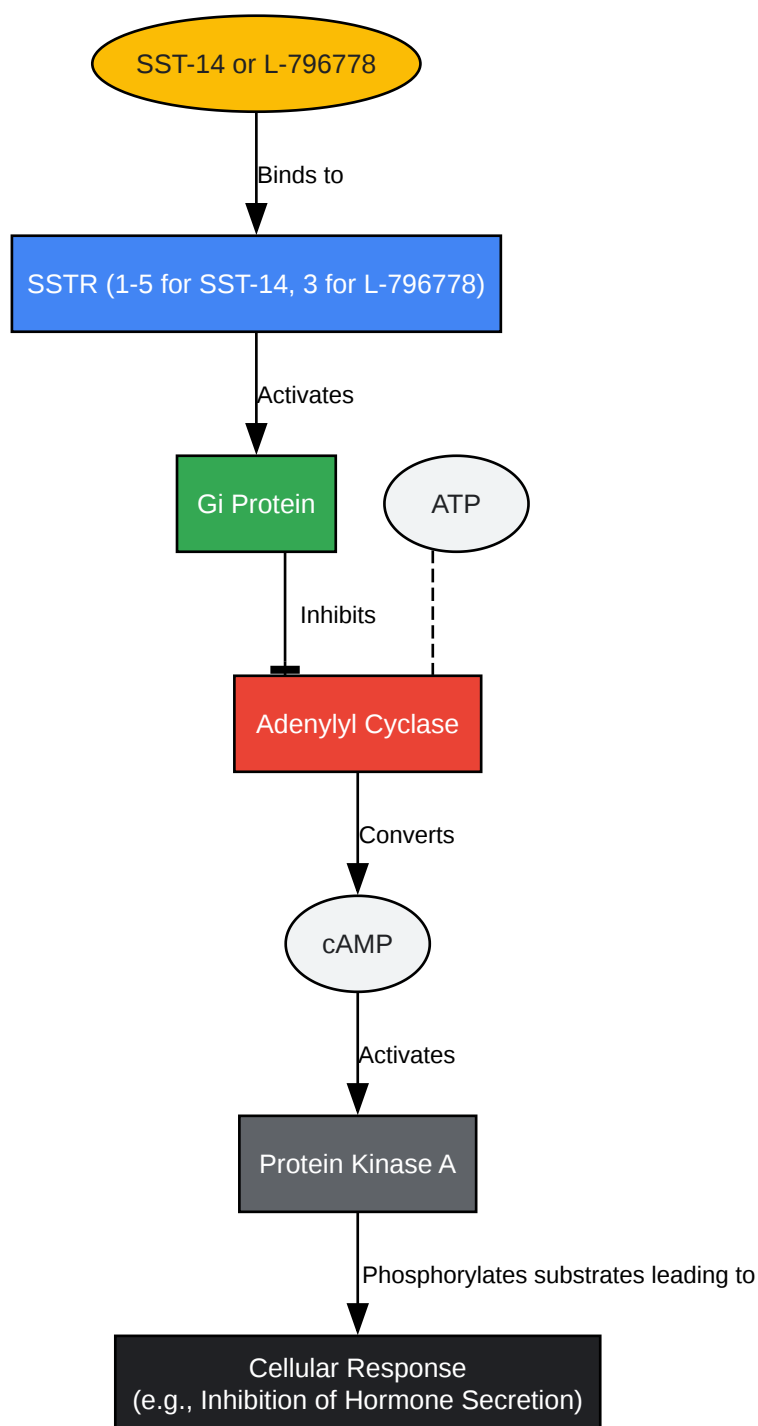 SST-14 or L-796778
Binds to
SSTR (1-5 for SST-14, 3 for L-796778)
Activates
Gi Protein
ATP
Inhibits
Adenylyl Cyclase
Converts
cAMP
Activates
Protein Kinase A
Phosphorylates substrates leading to
Cellular Response
(e.g., Inhibition of Hormone Secretion)